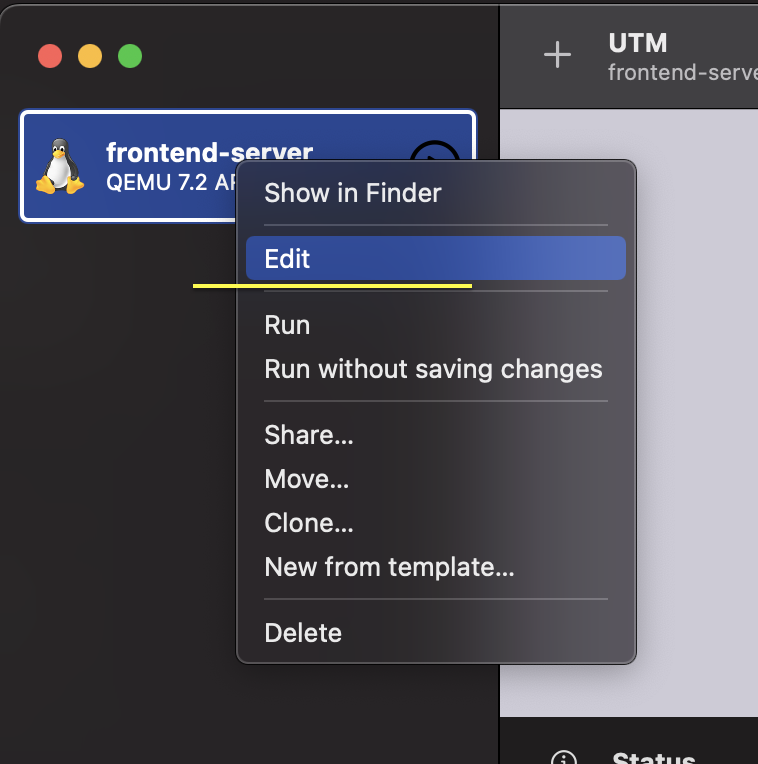 UTM
frontend-serve
frontend-server
QEMU 7.2
Show in Finder
Edit
Run
Run without saving changes
Share...
Move...
Clone...
New from template...
Delete
Status